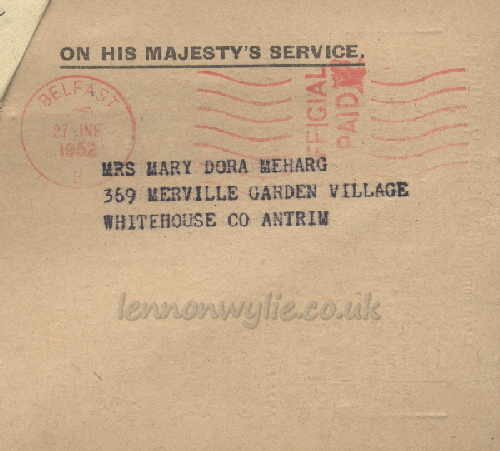 ON HIS MAJESTY'S SERVICE.
BELFAST
27 JNE
1952
H
OFFICIAL
PAID
MRS MARY DORA MEHARG
369 MERVILLE GARDEN VILLAGE
WHITEHOUSE CO ANTRIM
lennonwylie.co.uk